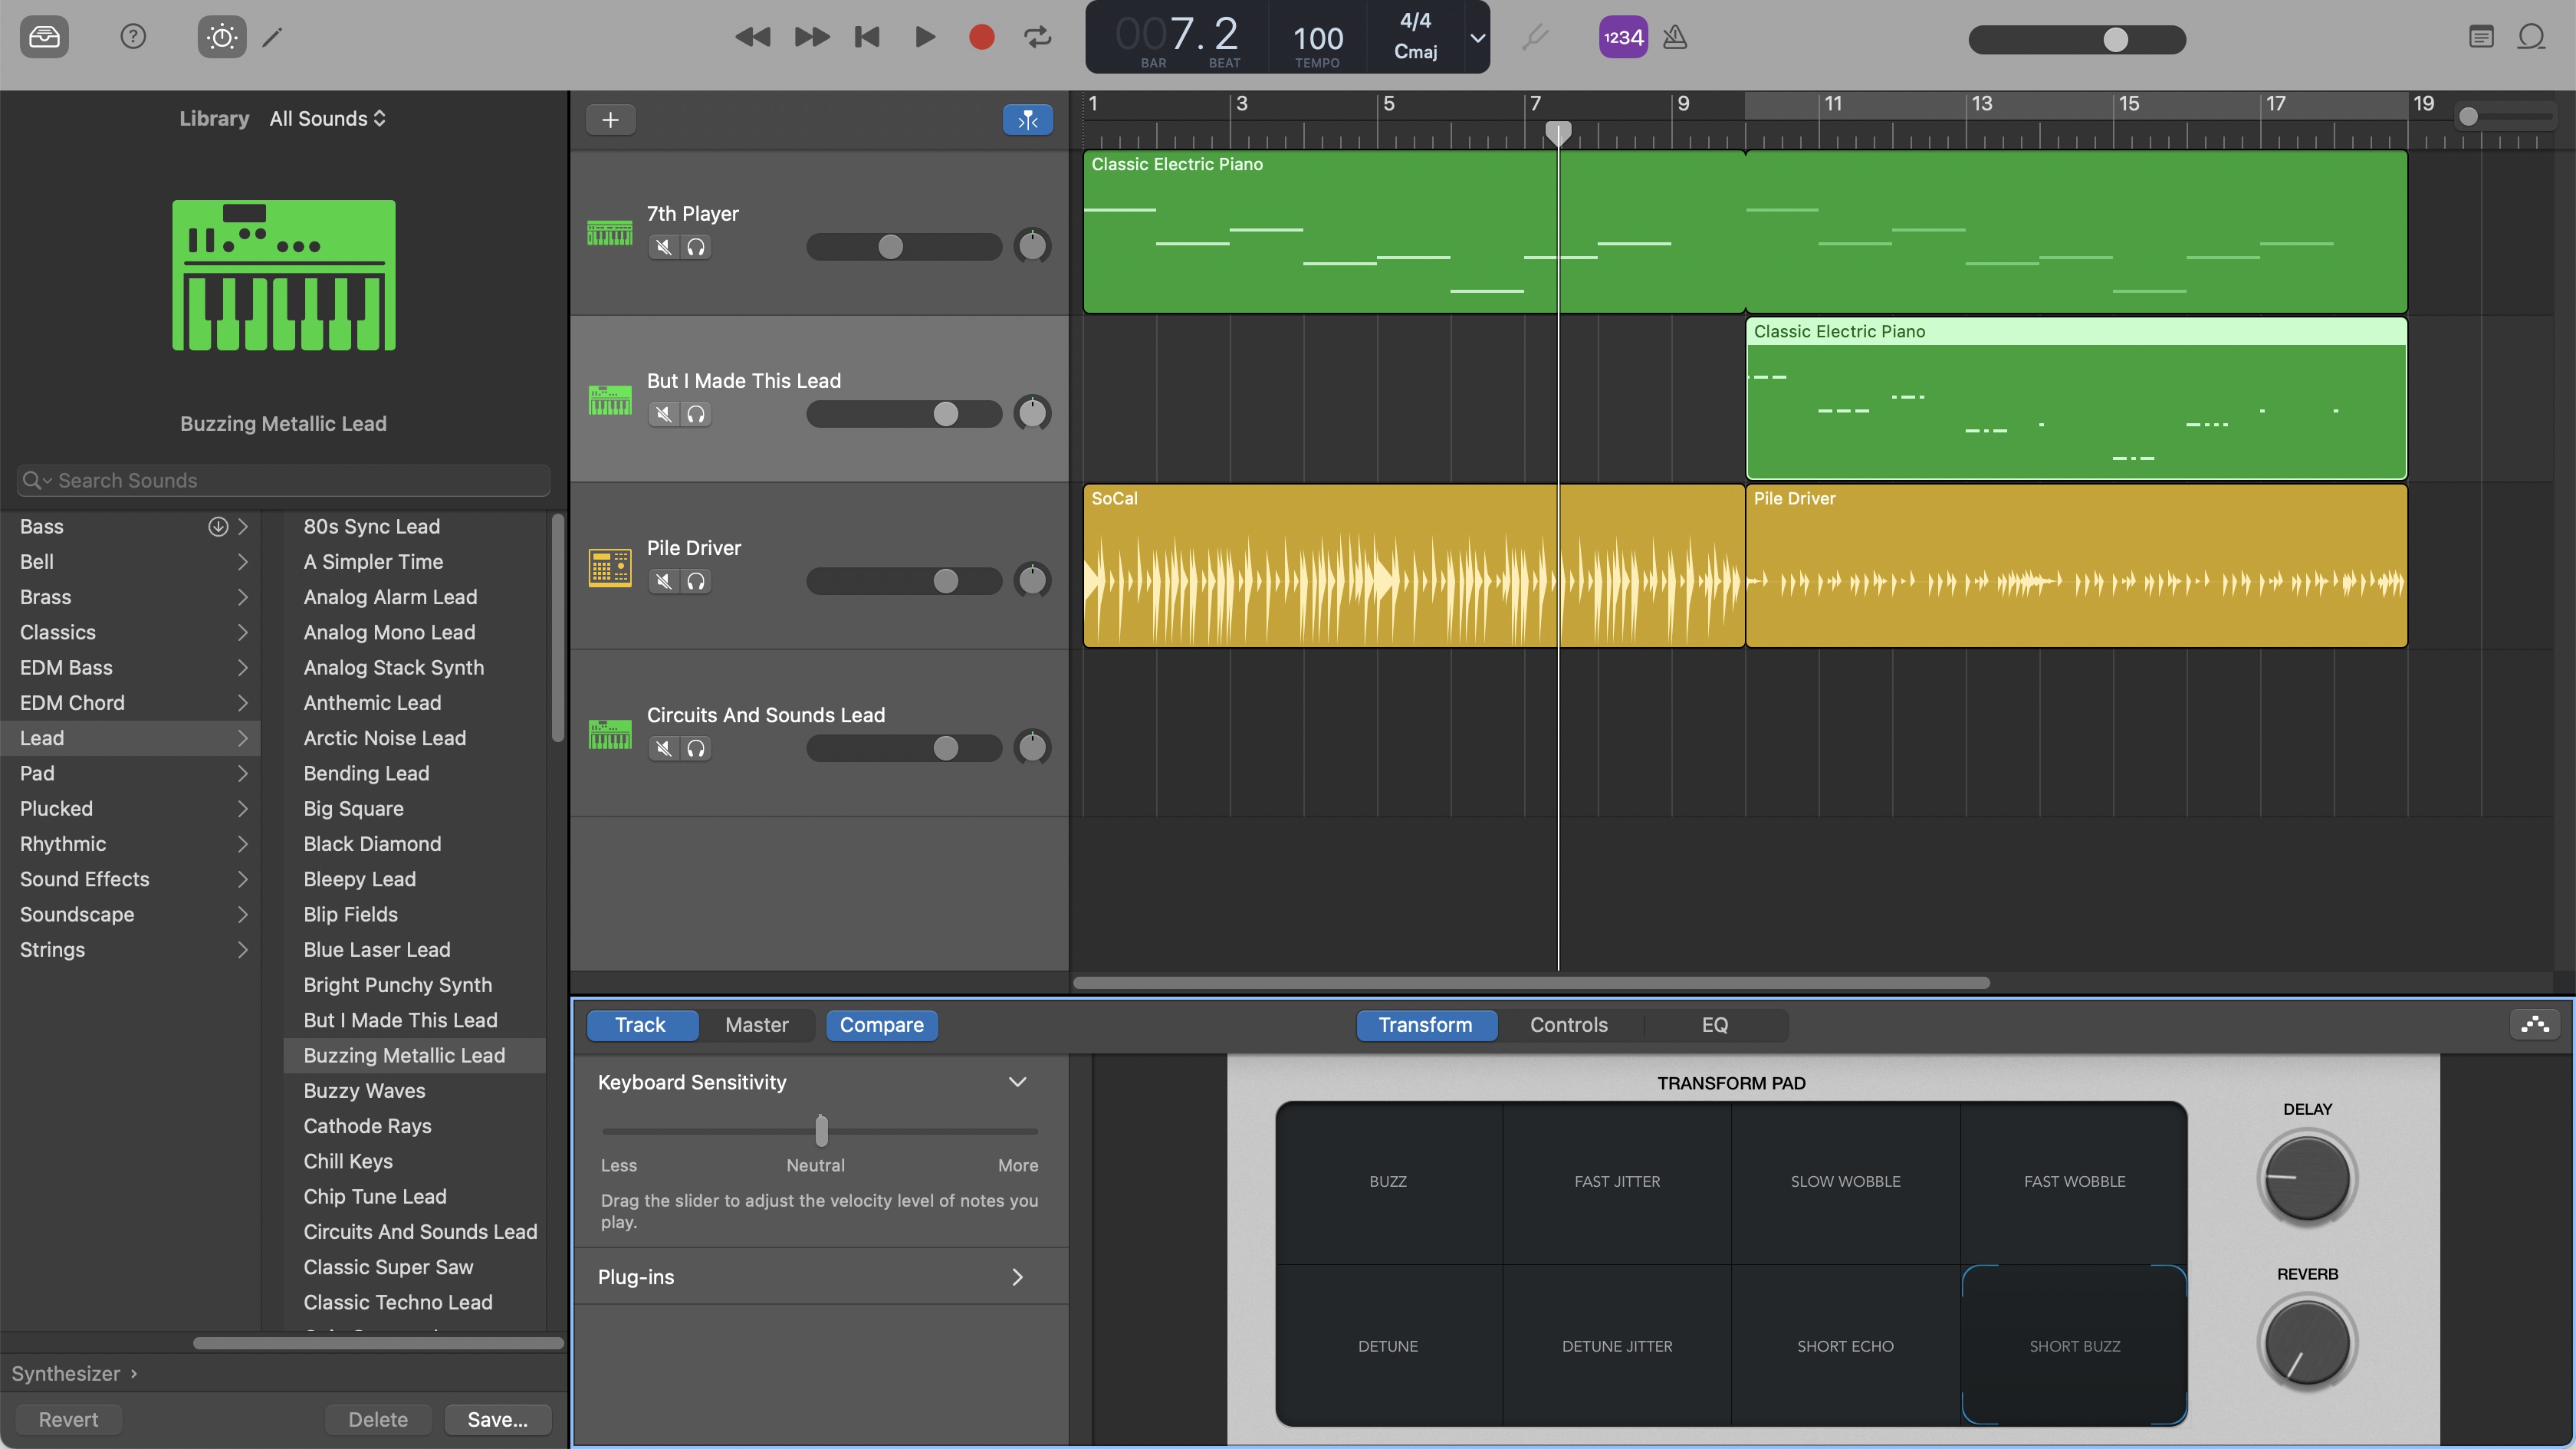 007.2
BAR
BEAT
100
TEMPO
4/4
Cmaj
1234
Library
All Sounds
Buzzing Metallic Lead
Search Sounds
Bass
Bell
Brass
Classics
EDM Bass
EDM Chord
Lead
Pad
Plucked
Rhythmic
Sound Effects
Soundscape
Strings
80s Sync Lead
A Simpler Time
Analog Alarm Lead
Analog Mono Lead
Analog Stack Synth
Anthemic Lead
Arctic Noise Lead
Bending Lead
Big Square
Black Diamond
Bleepy Lead
Blip Fields
Blue Laser Lead
Bright Punchy Synth
But I Made This Lead
Buzzing Metallic Lead
Buzzy Waves
Cathode Rays
Chill Keys
Chip Tune Lead
Circuits And Sounds Lead
Classic Super Saw
Classic Techno Lead
Synthesizer ›
Revert
Delete
Save...
1 3 5 7 9 11 13 15 17 19
7th Player
Classic Electric Piano
But I Made This Lead
Classic Electric Piano
Pile Driver
SoCal
Pile Driver
Circuits And Sounds Lead
Track
Master
Compare
Transform
Controls
EQ
Keyboard Sensitivity
Less
Neutral
More
Drag the slider to adjust the velocity level of notes you
play.
Plug-ins
TRANSFORM PAD
BUZZ
FAST JITTER
SLOW WOBBLE
FAST WOBBLE
DETUNE
DETUNE JITTER
SHORT ECHO
SHORT BUZZ
DELAY
REVERB